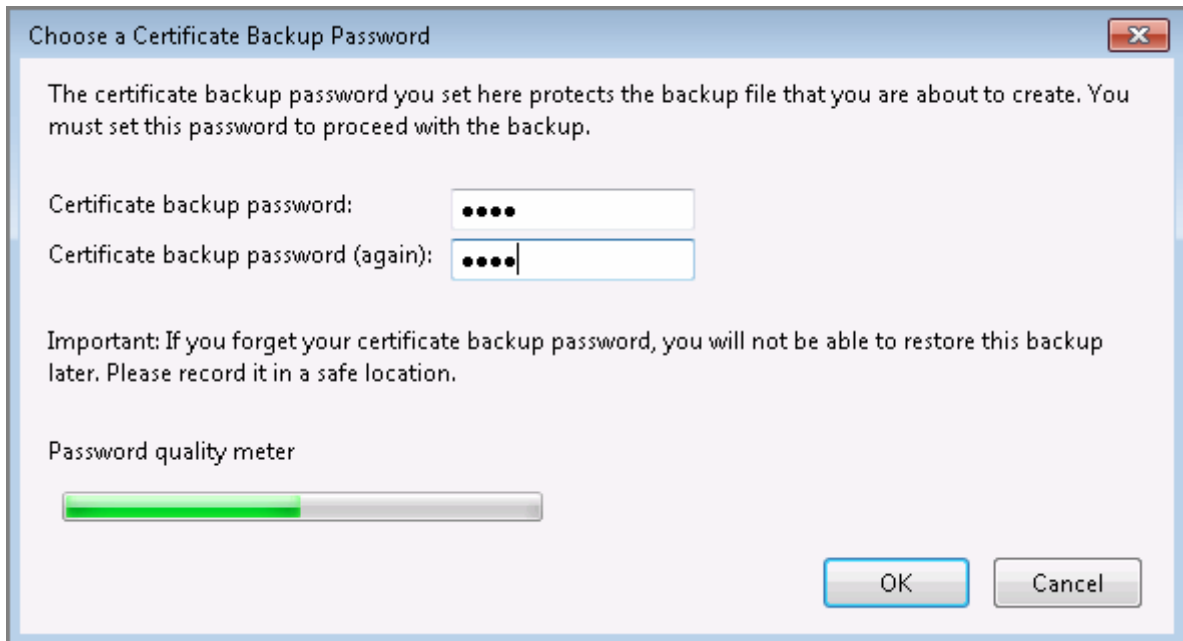 Choose a Certificate Backup Password
The certificate backup password you set here protects the backup file that you are about to create. You
must set this password to proceed with the backup.
Certificate backup password: ●●●●
Certificate backup password (again): ●●●●
Important: If you forget your certificate backup password, you will not be able to restore this backup
later. Please record it in a safe location.
Password quality meter
OK Cancel